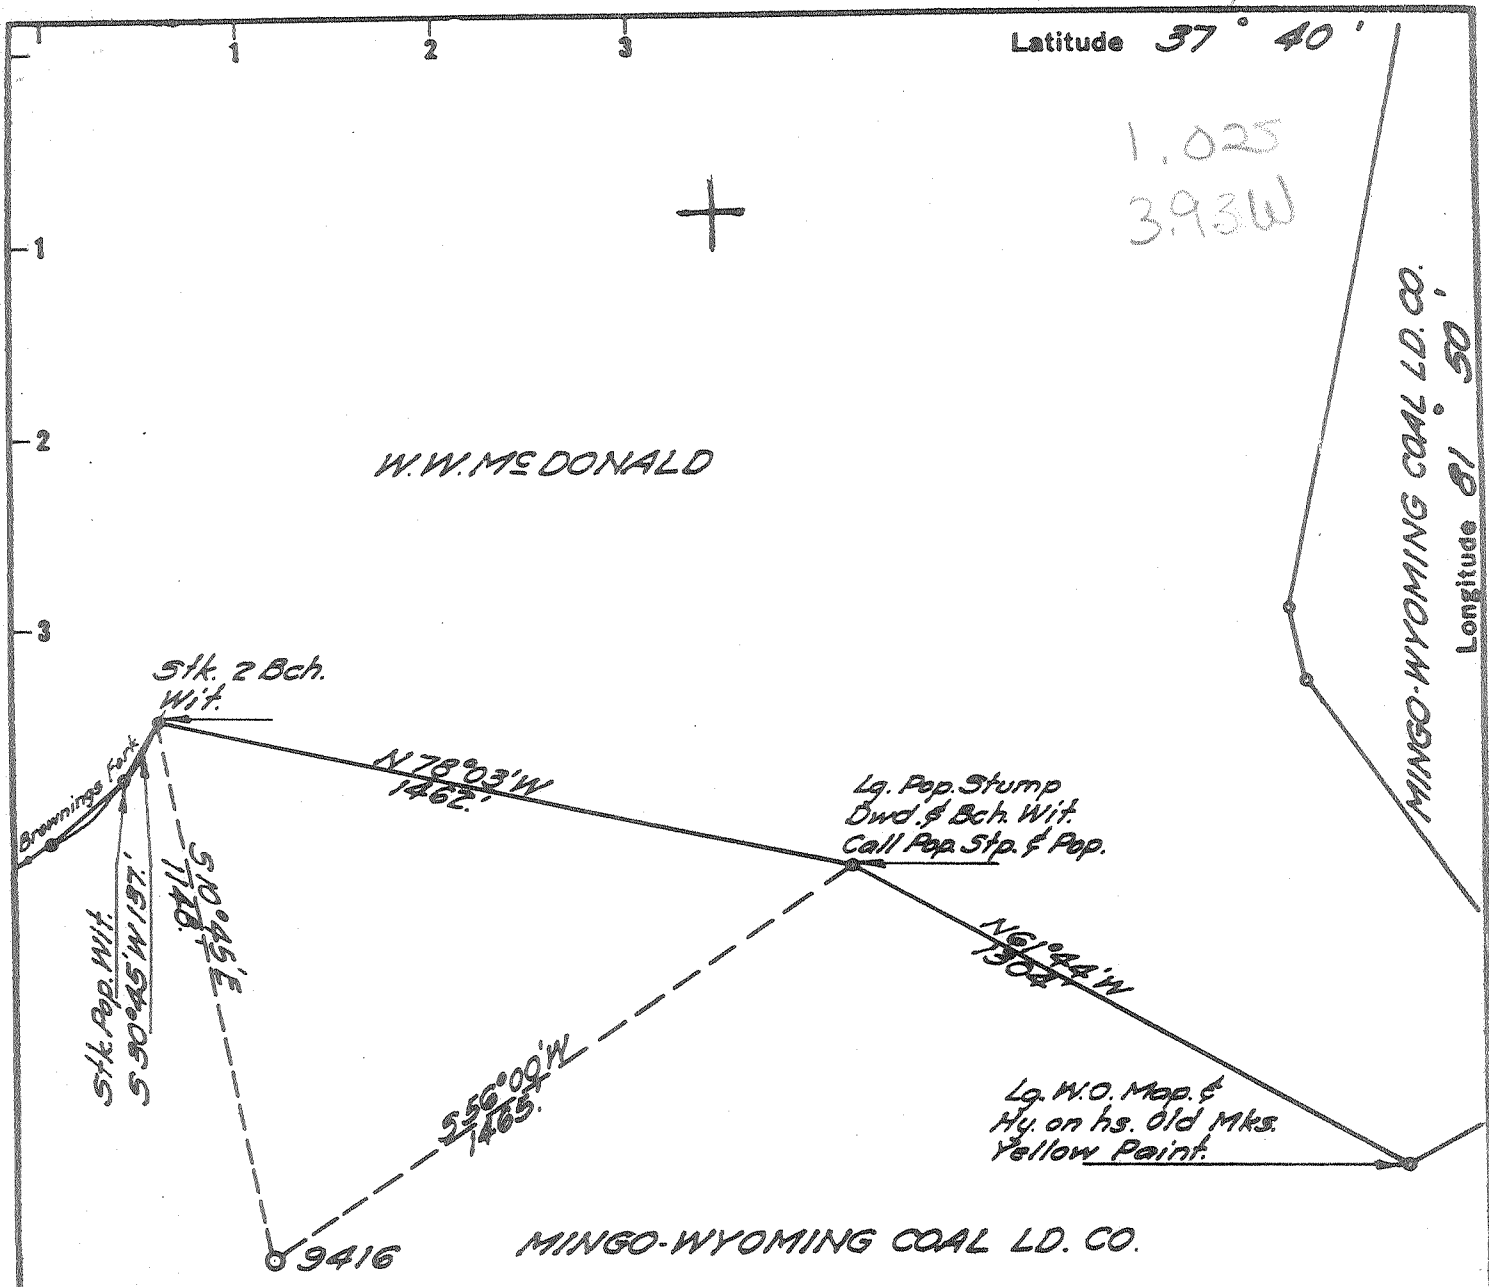 1
2
3
Latitude 37° 40'
1.025
3.93W
1
2
3
W.W. McDONALD
MINGO-WYOMING COAL LD. CO.
Longitude 81° 50'
Stk. 2 Bch.
Wit.
Brownings Fork
N 78°03'W
1462.'
Lg. Pop. Stump
Dwd. & Bch. Wit.
Call Pop. Stp. & Pop.
Stk. Pop. Wit.
S 30°45'W 137.'
S 10°45'E
1148.'
N 61°44'W
1304.'
S 56°00'W
1465.'
Lg. W.O. Map. &
Hy. on hs. Old Mks.
Yellow Paint.
9416
MINGO-WYOMING COAL LD. CO.